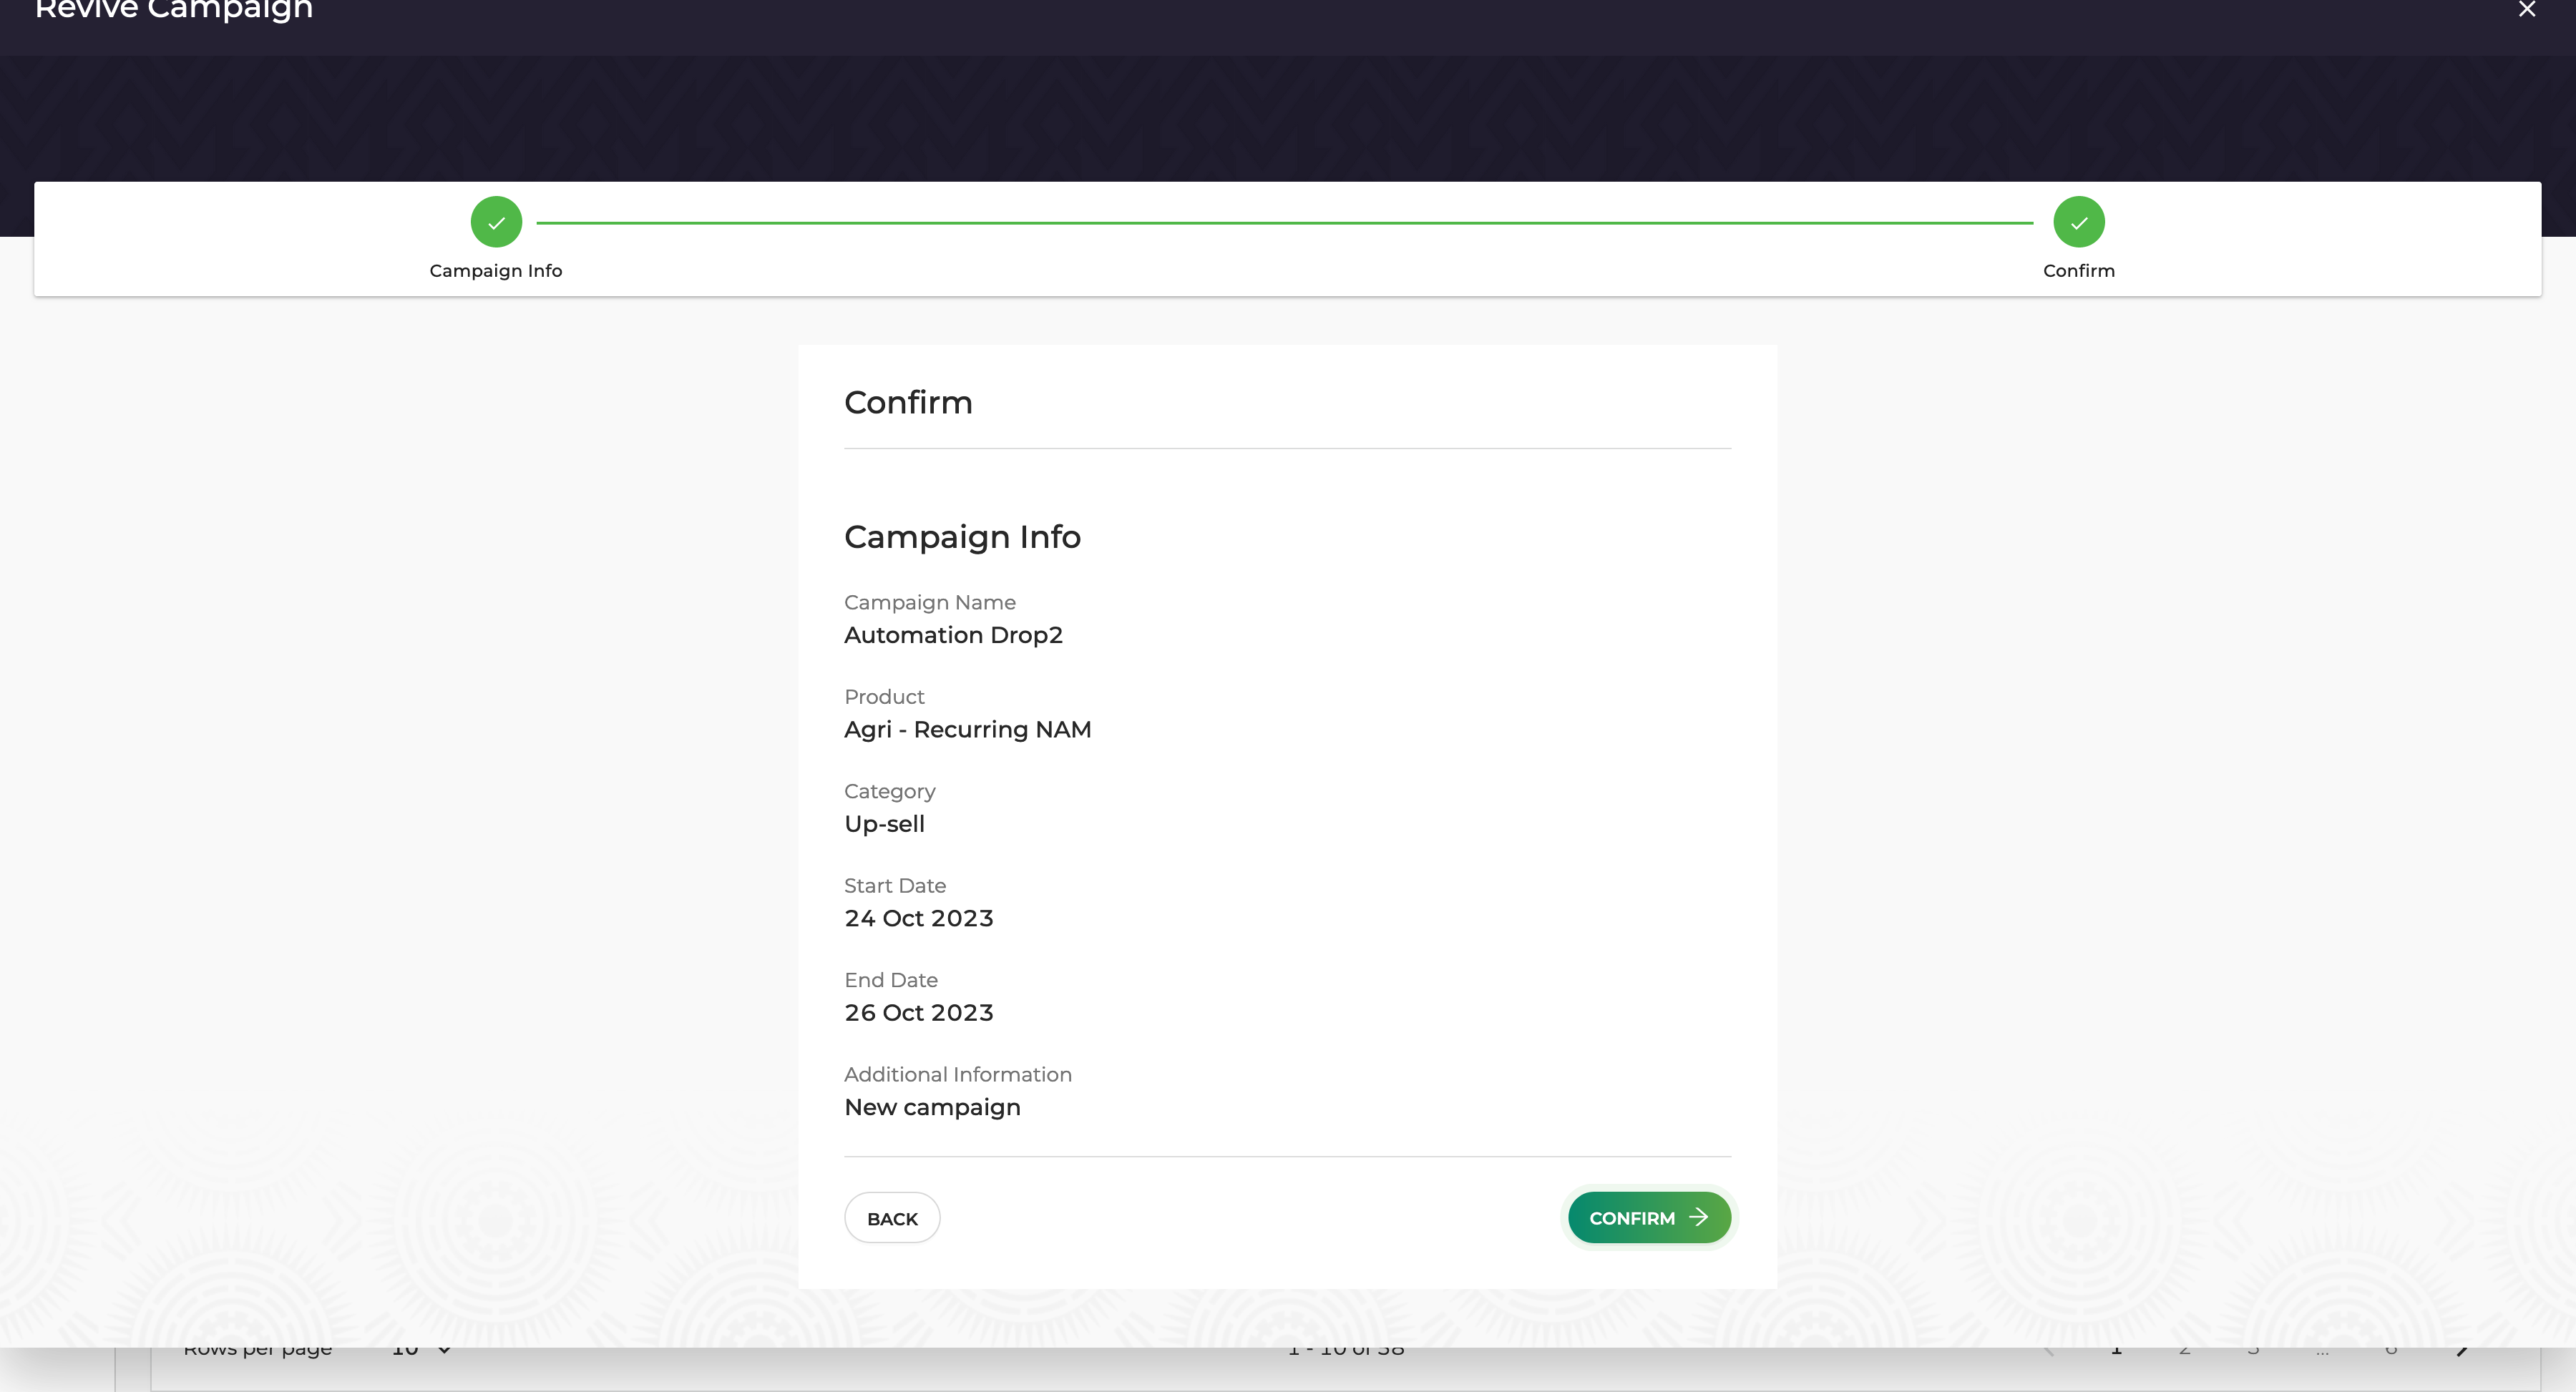 Revive Campaign
Campaign Info
Confirm
Confirm
Campaign Info
Campaign Name
Automation Drop2
Product
Agri - Recurring NAM
Category
Up-sell
Start Date
24 Oct 2023
End Date
26 Oct 2023
Additional Information
New campaign
BACK
CONFIRM
Rows per page 10 1 - 10 of 58 1 2 3 ... 6